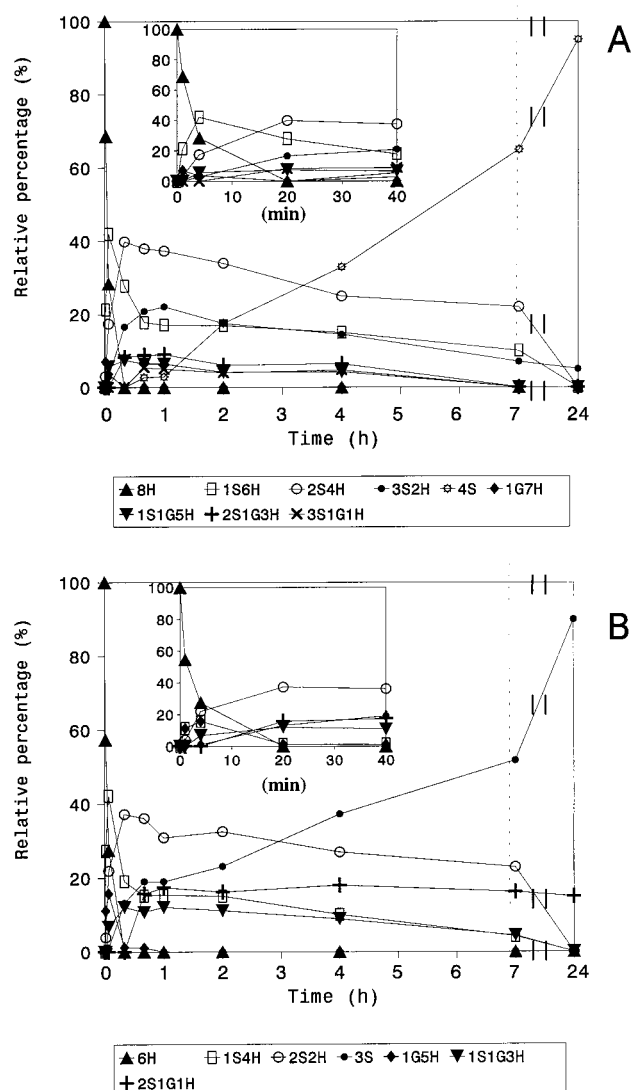 A
Relative percentage (%)
100
80
60
40
20
0
100
80
60
40
20
0
0 10 20 30 40
(min)
0 1 2 3 4 5 6 7 24
Time (h)
8H 1S6H 2S4H 3S2H 4S 1G7H
1S1G5H 2S1G3H 3S1G1H
B
Relative percentage (%)
100
80
60
40
20
0
100
80
60
40
20
0
0 10 20 30 40
(min)
0 1 2 3 4 5 6 7 24
Time (h)
6H 1S4H 2S2H 3S 1G5H 1S1G3H
2S1G1H